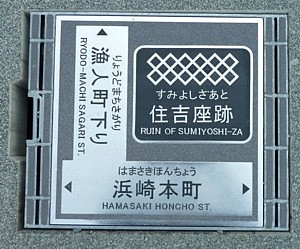 りょうどまちさがり
漁人町下り
RYODO-MACHI SAGARI ST.
すみよしざあと
住吉座跡
RUIN OF SUMIYOSHI-ZA
はまさきほんちょう
浜崎本町
HAMASAKI HONCHO ST.